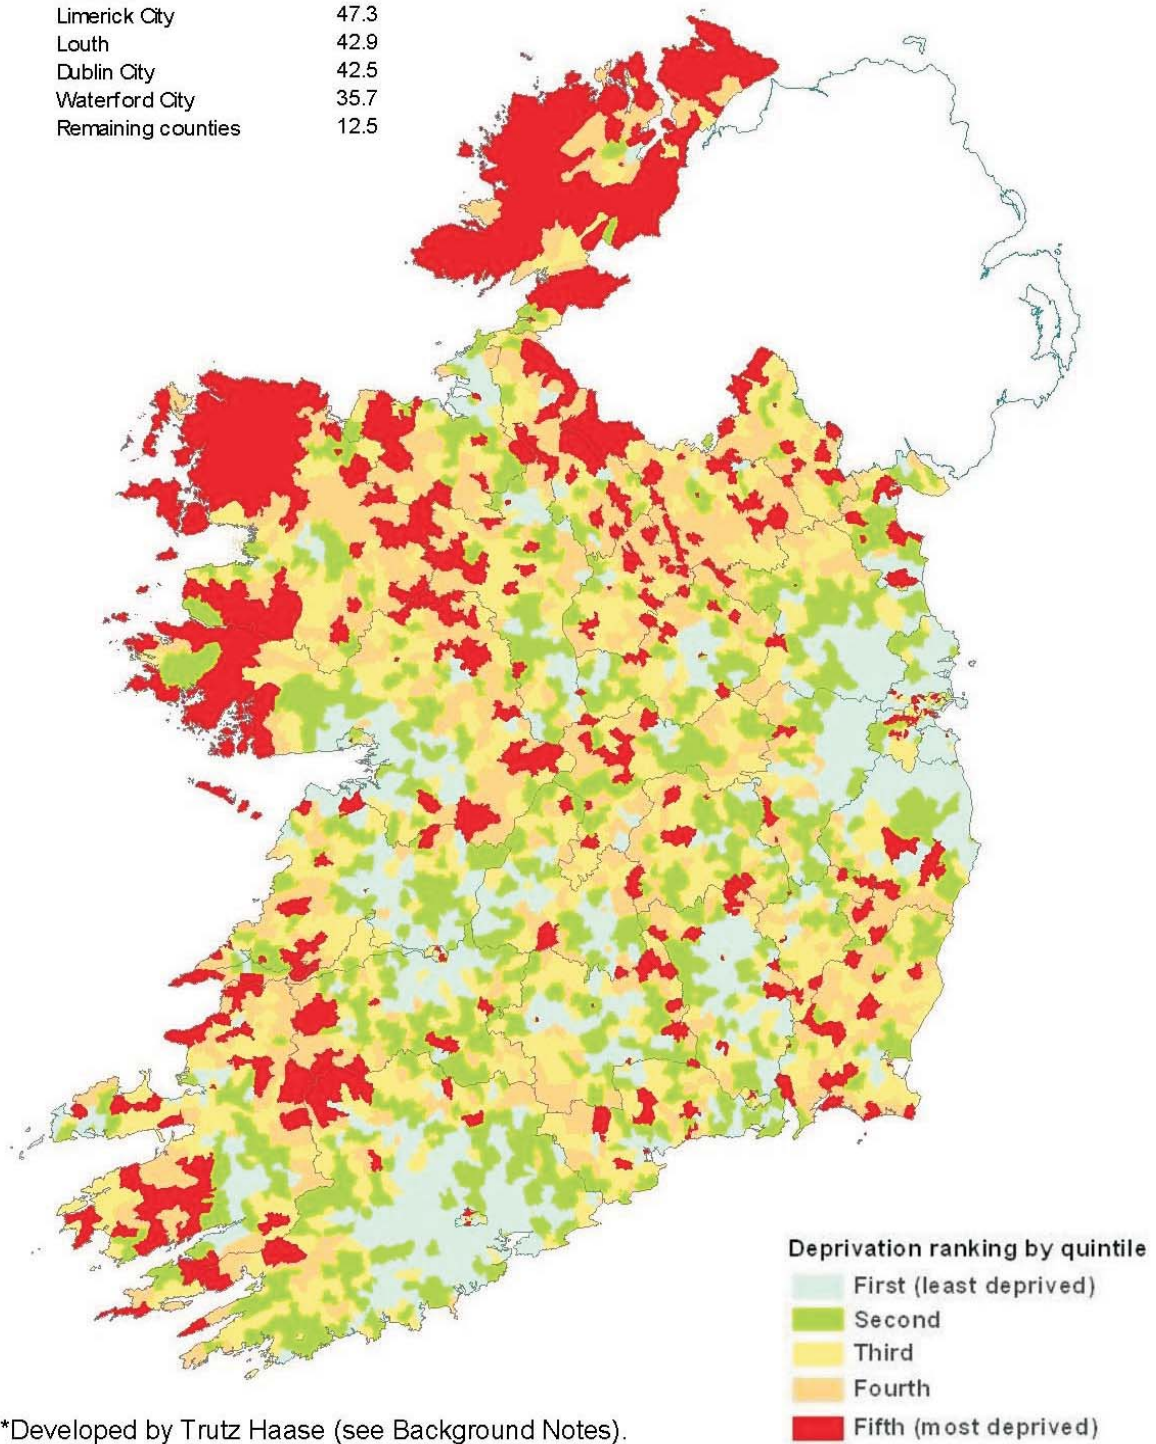 Limerick City 47.3
Louth 42.9
Dublin City 42.5
Waterford City 35.7
Remaining counties 12.5
Deprivation ranking by quintile
First (least deprived)
Second
Third
Fourth
Fifth (most deprived)
*Developed by Trutz Haase (see Background Notes).